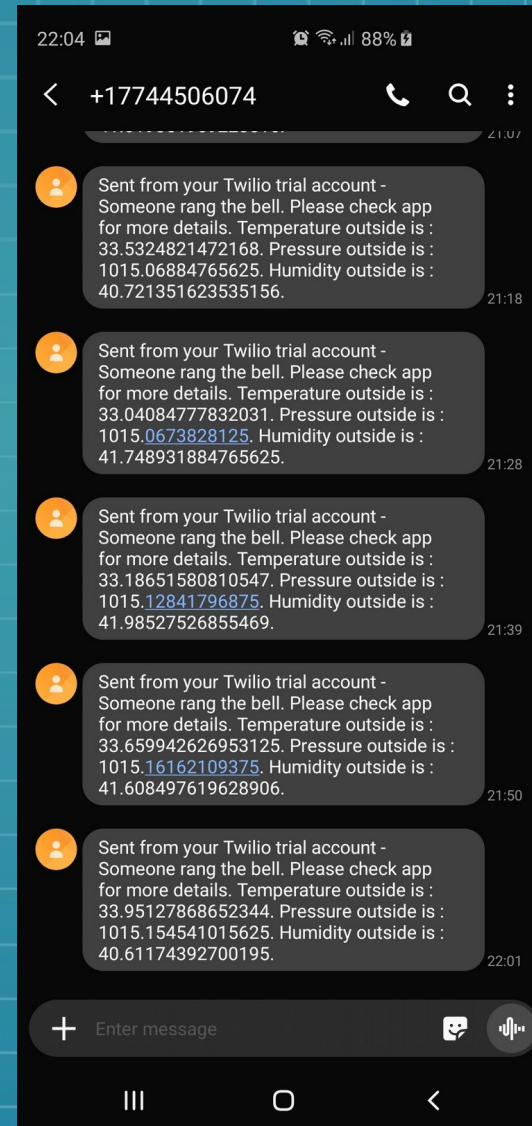 22:04 88%
+17744506074
21:07
Sent from your Twilio trial account -
Someone rang the bell. Please check app
for more details. Temperature outside is :
33.5324821472168. Pressure outside is :
1015.06884765625. Humidity outside is :
40.721351623535156.
21:18
Sent from your Twilio trial account -
Someone rang the bell. Please check app
for more details. Temperature outside is :
33.04084777832031. Pressure outside is :
1015.0673828125. Humidity outside is :
41.748931884765625.
21:28
Sent from your Twilio trial account -
Someone rang the bell. Please check app
for more details. Temperature outside is :
33.18651580810547. Pressure outside is :
1015.12841796875. Humidity outside is :
41.98527526855469.
21:39
Sent from your Twilio trial account -
Someone rang the bell. Please check app
for more details. Temperature outside is :
33.659942626953125. Pressure outside is :
1015.16162109375. Humidity outside is :
41.608497619628906.
21:50
Sent from your Twilio trial account -
Someone rang the bell. Please check app
for more details. Temperature outside is :
33.95127868652344. Pressure outside is :
1015.154541015625. Humidity outside is :
40.61174392700195.
22:01
Enter message